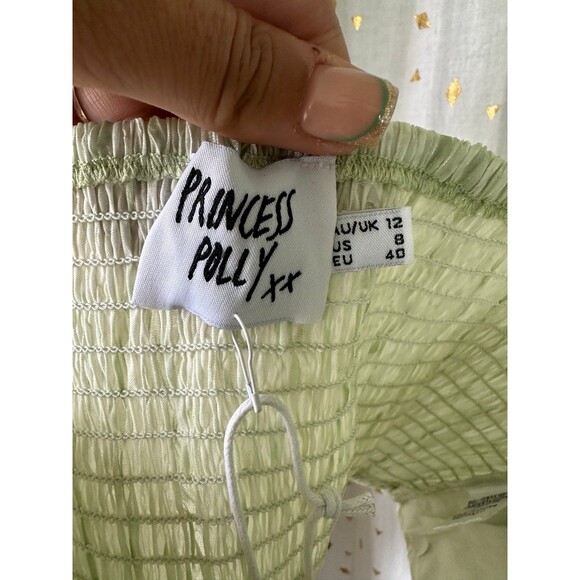 PRINCESS
POLLY xx
AU/UK 12
US 8
EU 40